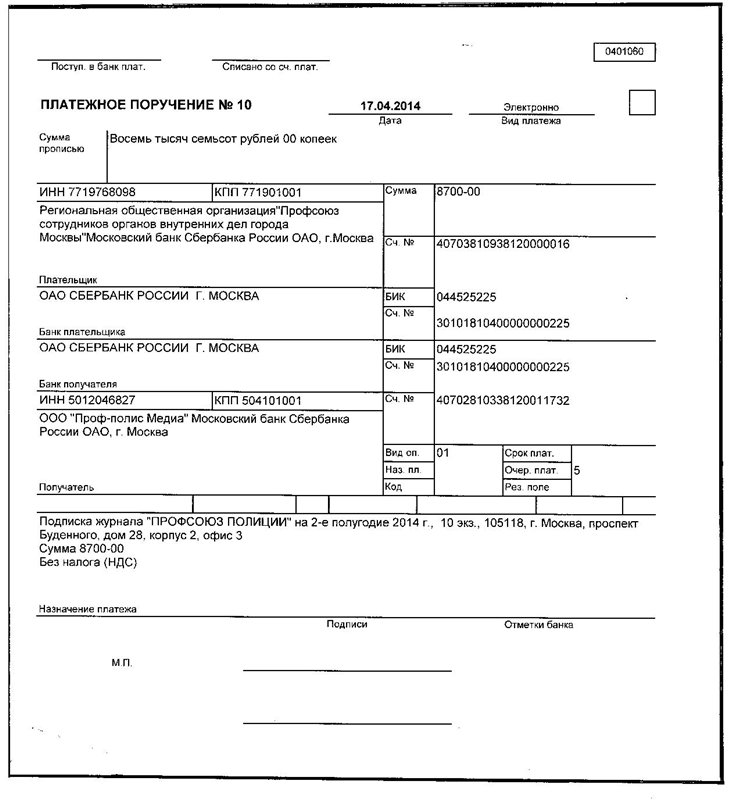 0401060
Поступ. в банк плат. Списано со сч. плат.
ПЛАТЕЖНОЕ ПОРУЧЕНИЕ № 10 17.04.2014 Электронно
Дата Вид платежа
Сумма прописью Восемь тысяч семьсот рублей 00 копеек
ИНН 7719768098 КПП 771901001 Сумма 8700-00
Региональная общественная организация"Профсоюз
сотрудников органов внутренних дел города
Москвы"Московский банк Сбербанка России ОАО, г.Москва Сч. № 40703810938120000016
Плательщик
ОАО СБЕРБАНК РОССИИ Г. МОСКВА БИК 044525225
Сч. № 30101810400000000225
Банк плательщика
ОАО СБЕРБАНК РОССИИ Г. МОСКВА БИК 044525225
Сч. № 30101810400000000225
Банк получателя
ИНН 5012046827 КПП 504101001 Сч. № 40702810338120011732
ООО "Проф-полис Медиа" Московский банк Сбербанка
России ОАО, г. Москва
Вид оп. 01 Срок плат.
Наз. пл. Очер. плат. 5
Получатель Код Рез. поле
Подписка журнала "ПРОФСОЮЗ ПОЛИЦИИ" на 2-е полугодие 2014 г., 10 экз., 105118, г. Москва, проспект
Буденного, дом 28, корпус 2, офис 3
Сумма 8700-00
Без налога (НДС)
Назначение платежа
Подписи Отметки банка
М.П.